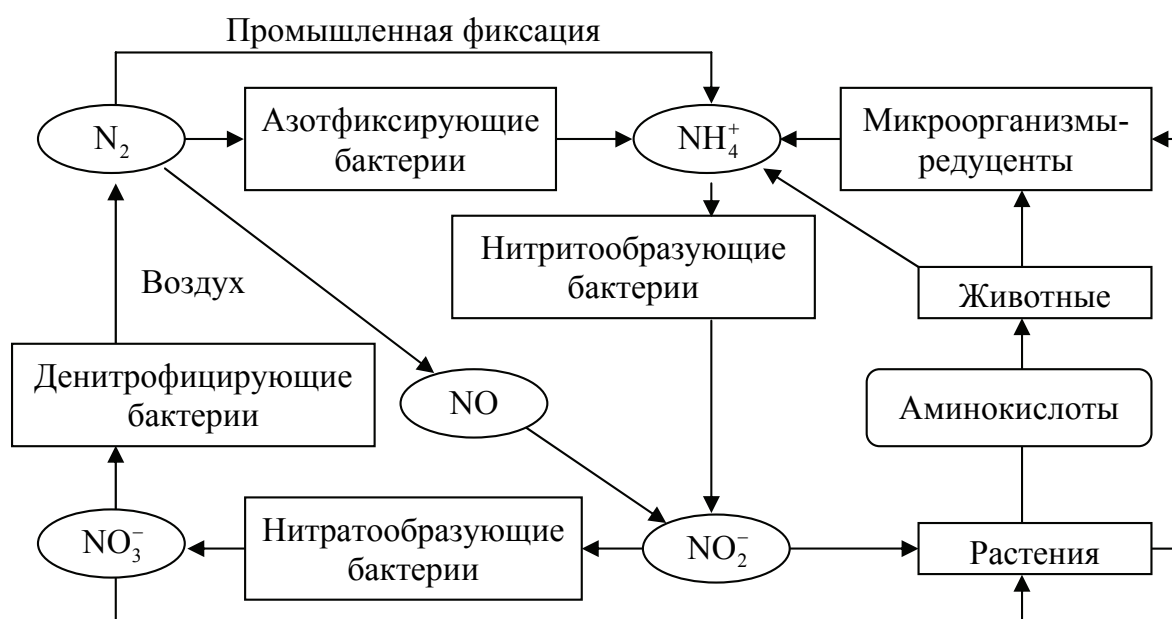 Промышленная фиксация
N₂
Азотфиксирующие
бактерии
NH₄⁺
Микроорганизмы-
редуценты
Нитритообразующие
бактерии
Воздух
Животные
Денитрофицирующие
бактерии
NO
Аминокислоты
NO₃⁻
Нитратообразующие
бактерии
NO₂⁻
Растения